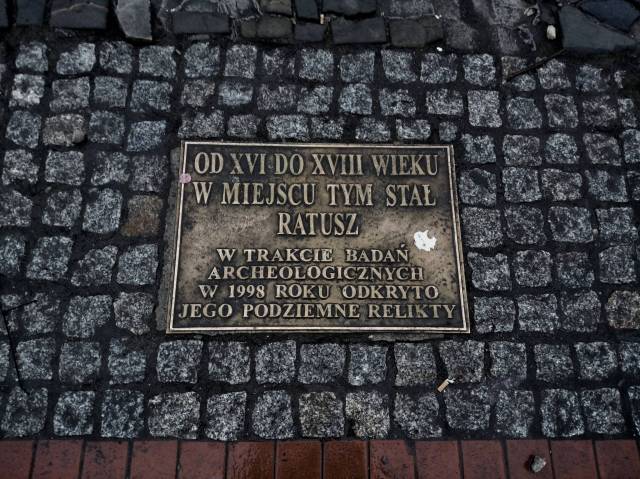 OD XVI DO XVIII WIEKU
W MIEJSCU TYM STAŁ
RATUSZ
W TRAKCIE BADAŃ
ARCHEOLOGICZNYCH
W 1998 ROKU ODKRYTO
JEGO PODZIEMNE RELIKTY